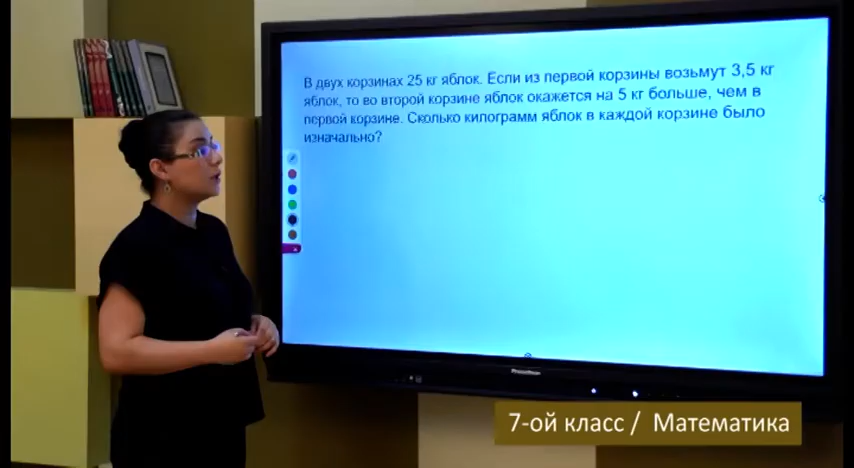 В двух корзинах 25 кг яблок. Если из первой корзины возьмут 3,5 кг
яблок, то во второй корзине яблок окажется на 5 кг больше, чем в
первой корзине. Сколько килограмм яблок в каждой корзине было
изначально?
Promethean
7-ой класс / Математика